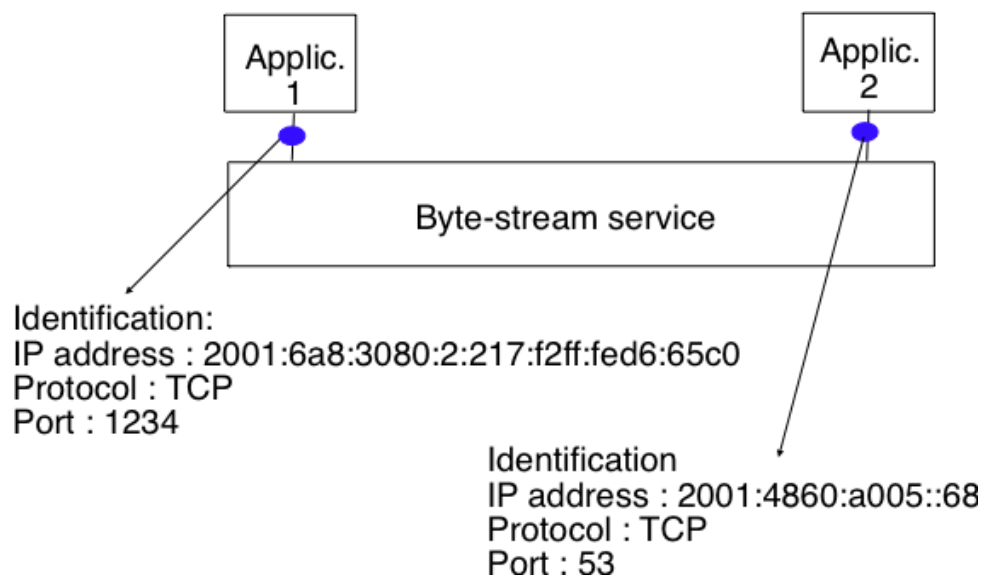 Applic.
1
Applic.
2
Byte-stream service
Identification:
IP address : 2001:6a8:3080:2:217:f2ff:fed6:65c0
Protocol : TCP
Port : 1234
Identification
IP address : 2001:4860:a005::68
Protocol : TCP
Port : 53